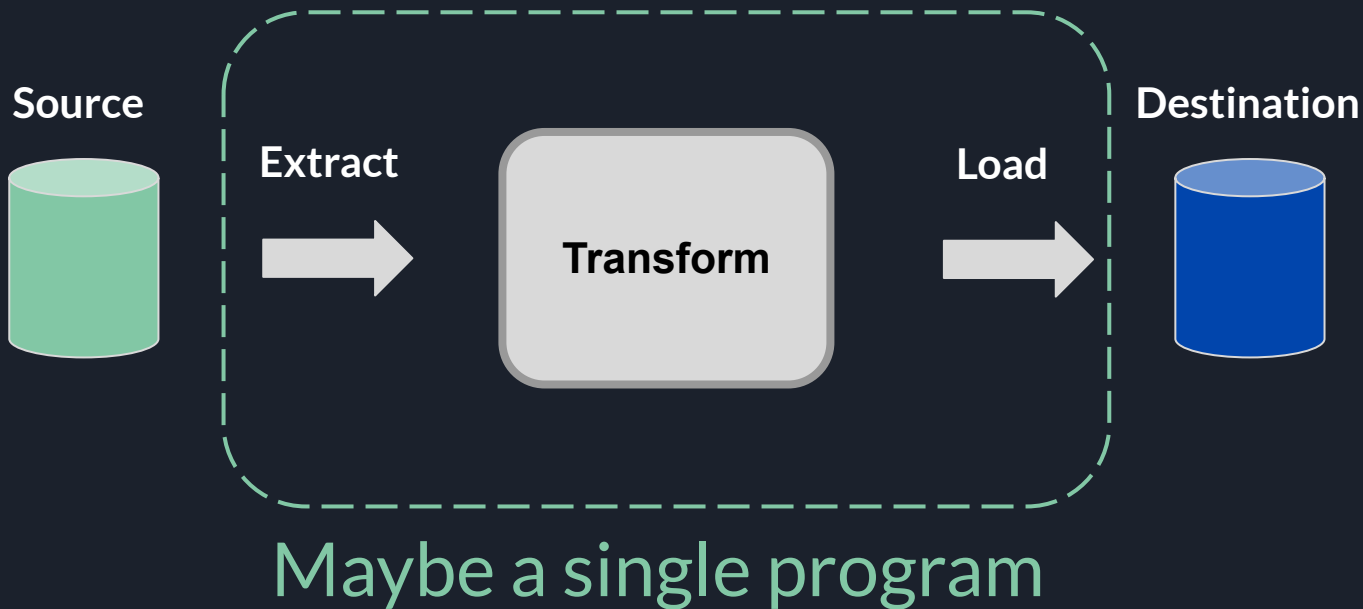 Source
Extract
Transform
Load
Destination
Maybe a single program